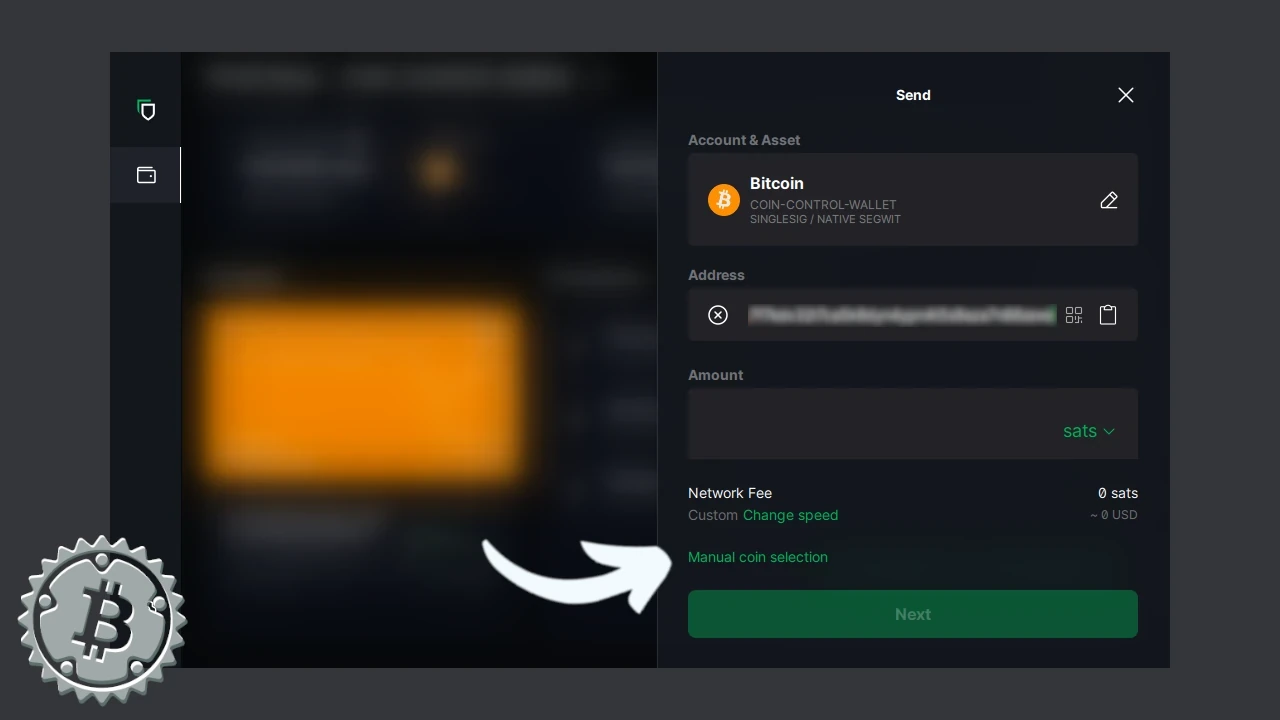 Send
Account & Asset
Bitcoin
COIN-CONTROL-WALLET
SINGLESIG / NATIVE SEGWIT
Address
Amount
sats
Network Fee 0 sats
Custom Change speed ~ 0 USD
Manual coin selection
Next